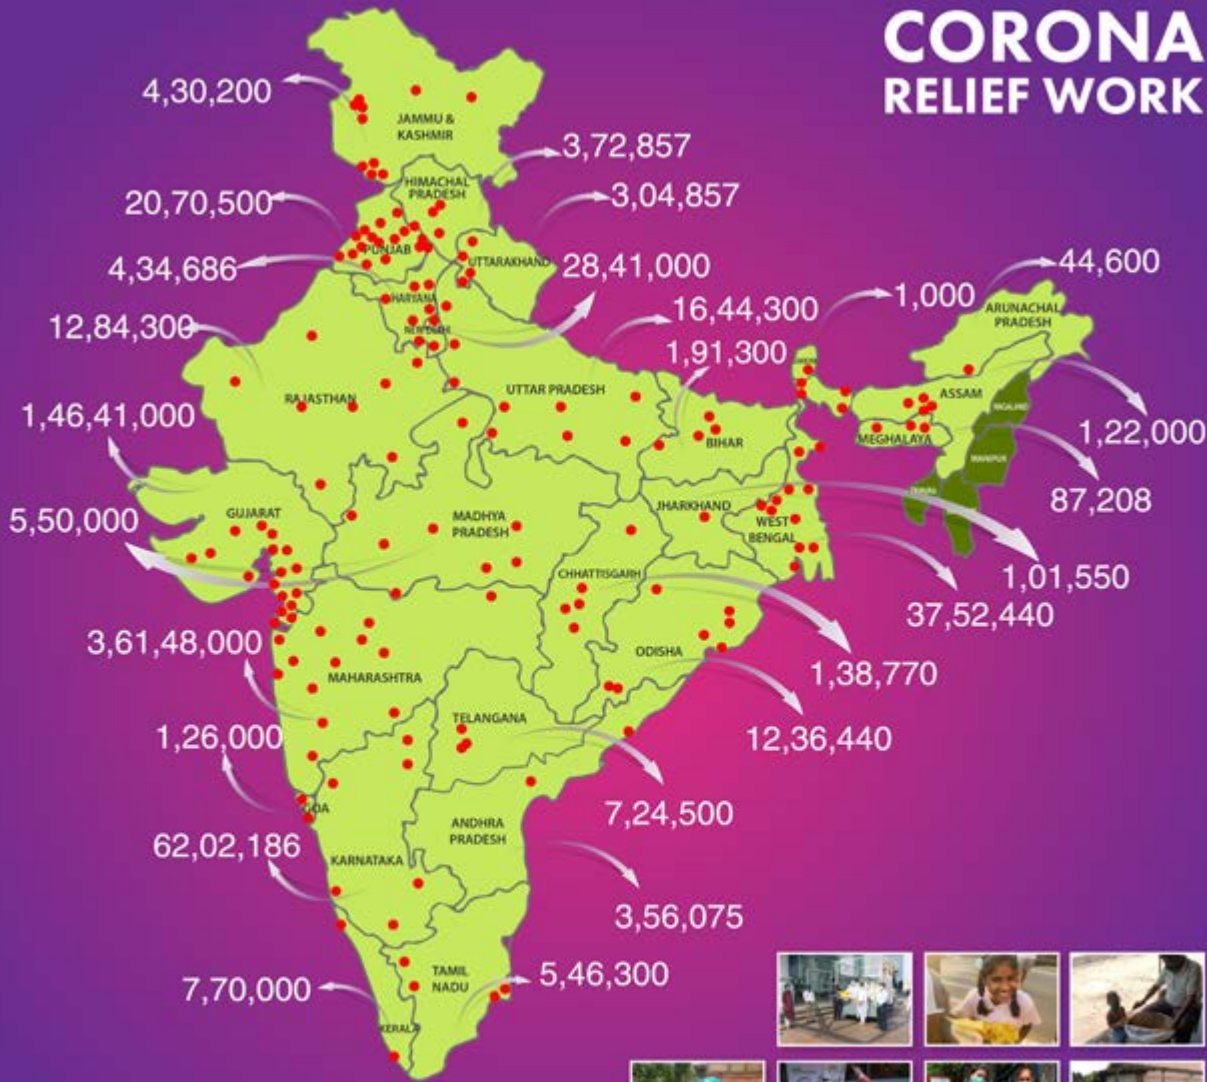 CORONA
RELIEF WORK
4,30,200
JAMMU &
KASHMIR
3,72,857
HIMACHAL
PRADESH
20,70,500
3,04,857
PUNJAB
UTTARAKHAND
4,34,686
28,41,000
44,600
HARYANA
1,000
ARUNACHAL
PRADESH
16,44,300
12,84,300
NEW DELHI
1,91,300
RAJASTHAN
UTTAR PRADESH
ASSAM
NAGALAND
1,46,41,000
BIHAR
MEGHALAYA
1,22,000
MANIPUR
87,208
TRIPURA
5,50,000
GUJARAT
MADHYA
PRADESH
JHARKHAND
WEST
BENGAL
CHHATTISGARH
1,01,550
37,52,440
3,61,48,000
ODISHA
1,38,770
MAHARASHTRA
TELANGANA
12,36,440
1,26,000
GOA
7,24,500
ANDHRA
PRADESH
62,02,186
KARNATAKA
3,56,075
7,70,000
TAMIL
NADU
5,46,300
KERALA